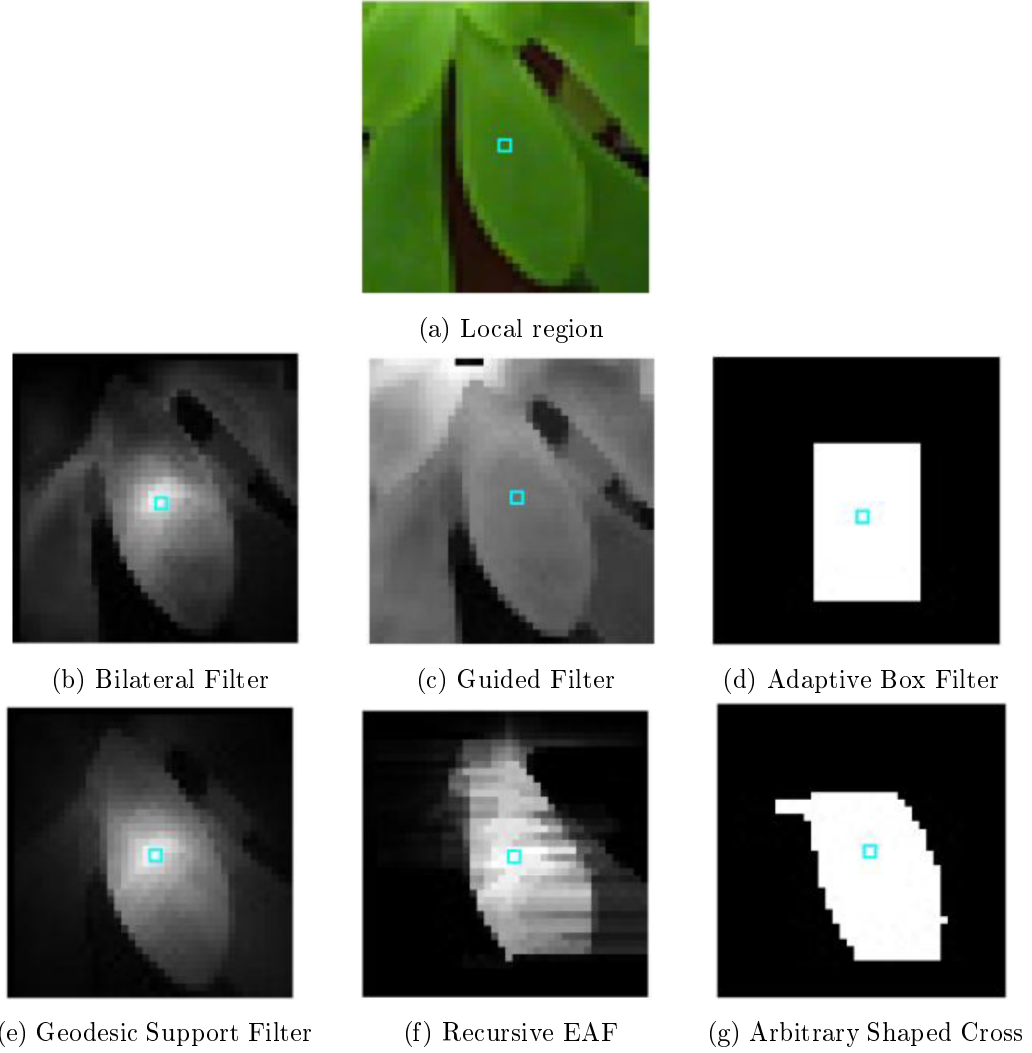 (a) Local region
(b) Bilateral Filter
(c) Guided Filter
(d) Adaptive Box Filter
(e) Geodesic Support Filter
(f) Recursive EAF
(g) Arbitrary Shaped Cross